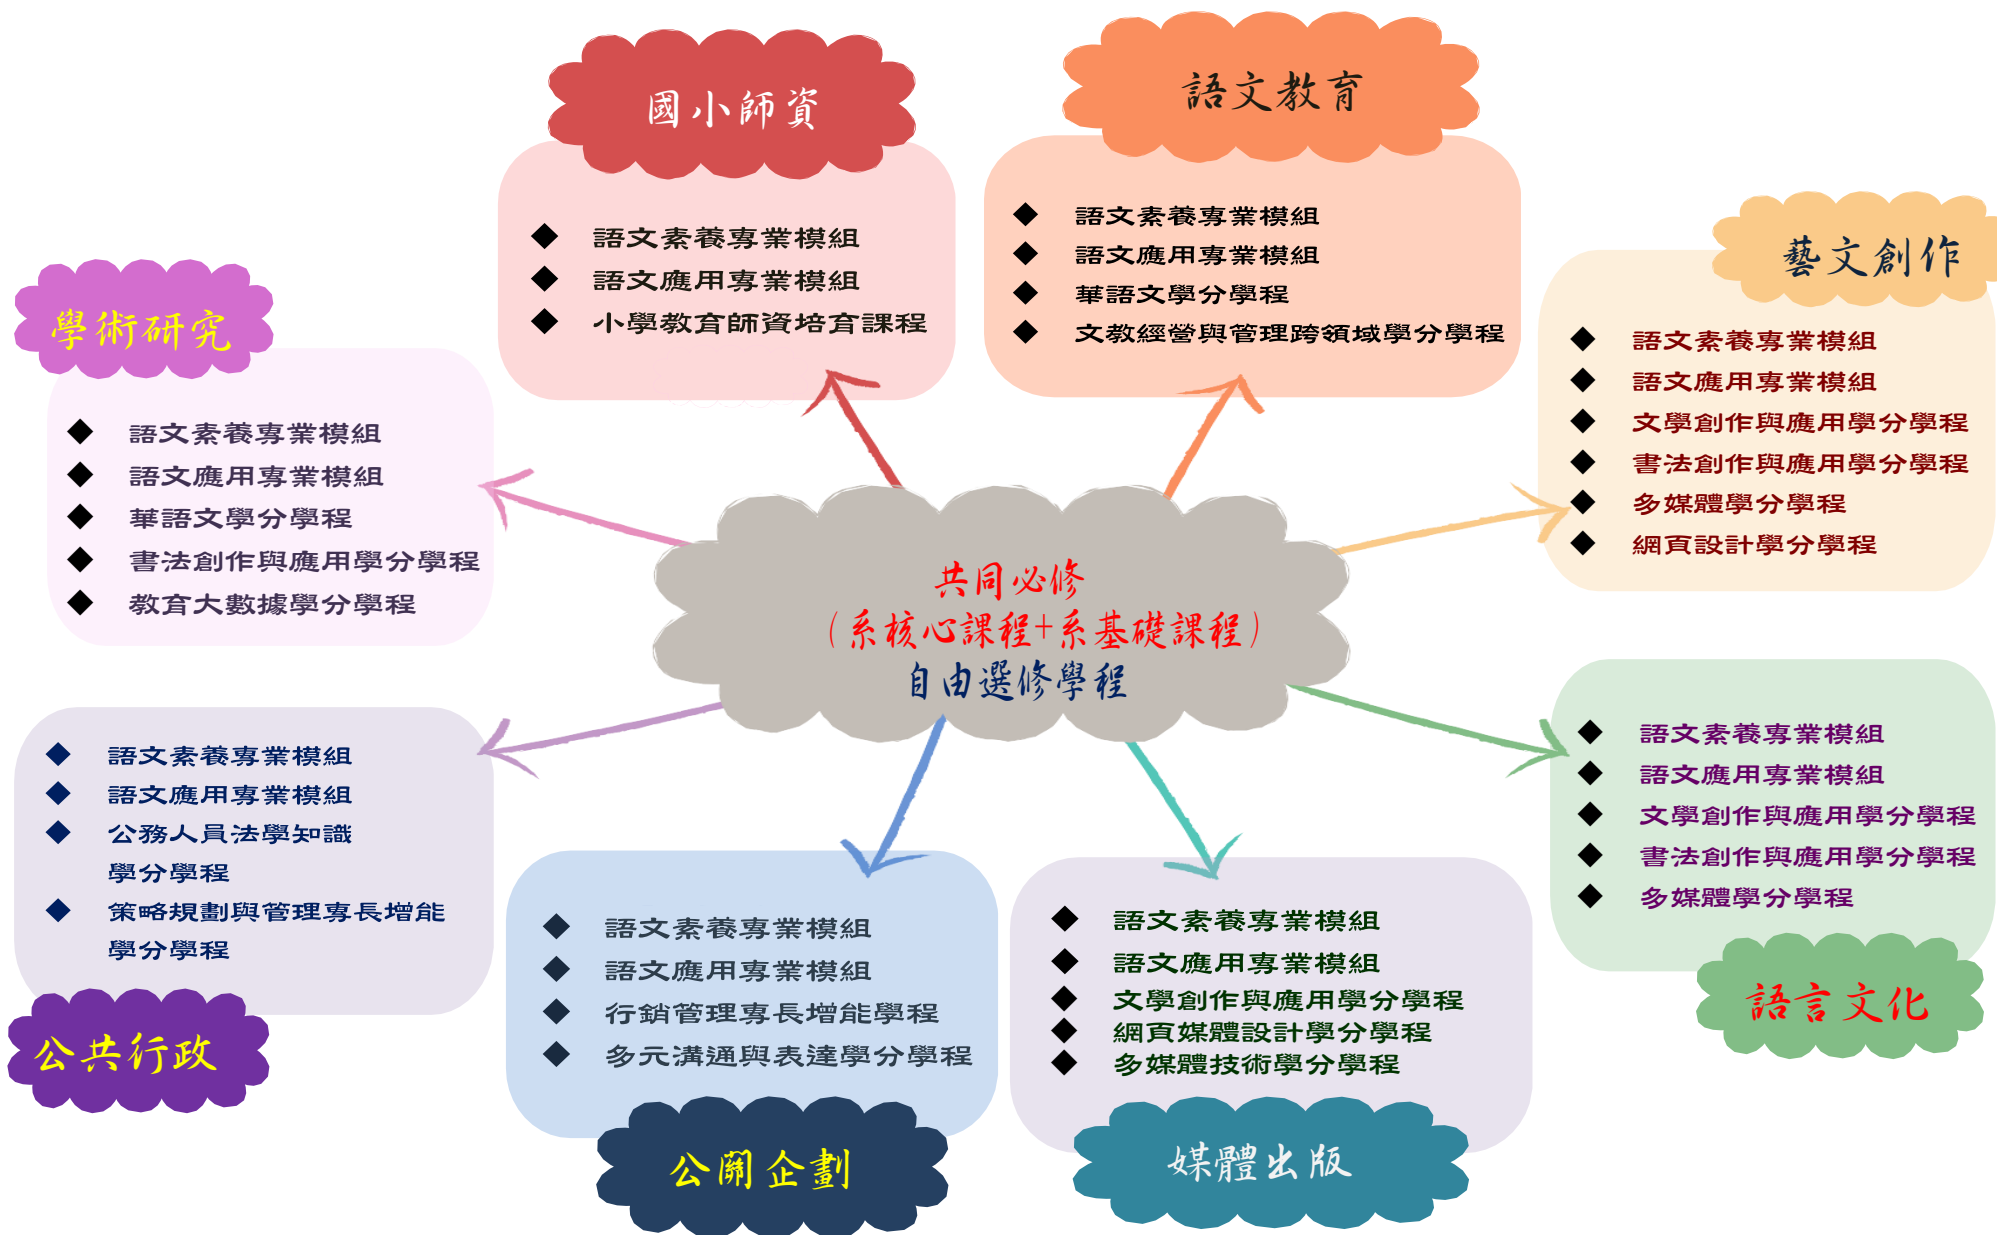 國小師資
語文素養專業模組
語文應用專業模組
小學教育師資培育課程
語文教育
語文素養專業模組
語文應用專業模組
華語文學分學程
文教經營與管理跨領域學分學程
藝文創作
語文素養專業模組
語文應用專業模組
文學創作與應用學分學程
書法創作與應用學分學程
多媒體學分學程
網頁設計學分學程
學術研究
語文素養專業模組
語文應用專業模組
華語文學分學程
書法創作與應用學分學程
教育大數據學分學程
共同必修
（系核心課程+系基礎課程）
自由選修學程
語文素養專業模組
語文應用專業模組
公務人員法學知識
學分學程
策略規劃與管理專長增能
學分學程
公共行政
語文素養專業模組
語文應用專業模組
行銷管理專長增能學程
多元溝通與表達學分學程
公關企劃
語文素養專業模組
語文應用專業模組
文學創作與應用學分學程
網頁媒體設計學分學程
多媒體技術學分學程
媒體出版
語文素養專業模組
語文應用專業模組
文學創作與應用學分學程
書法創作與應用學分學程
多媒體學分學程
語言文化